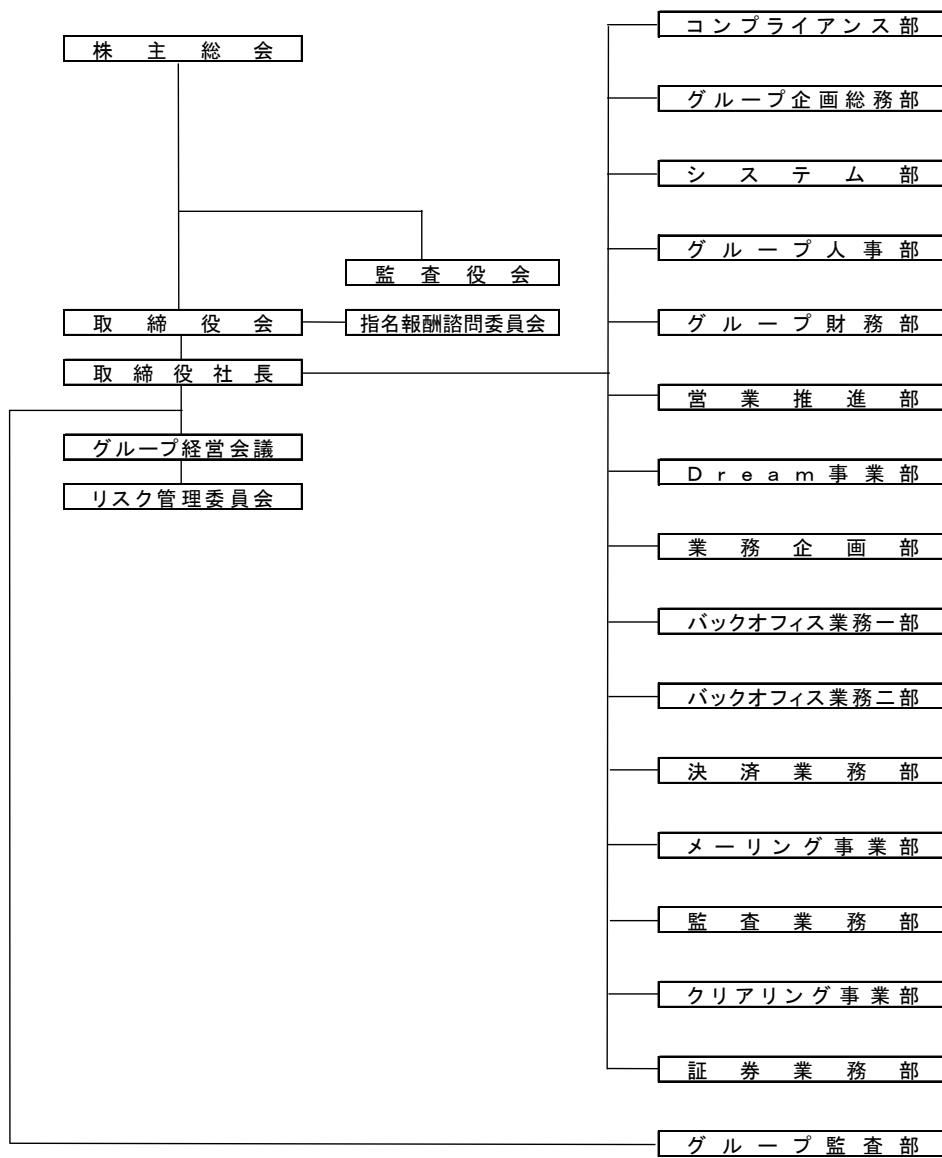 株主総会
監査役会
取締役会
指名報酬諮問委員会
取締役社長
グループ経営会議
リスク管理委員会
コンプライアンス部
グループ企画総務部
システム部
グループ人事部
グループ財務部
営業推進部
Ｄｒｅａｍ事業部
業務企画部
バックオフィス業務一部
バックオフィス業務二部
決済業務部
メーリング事業部
監査業務部
クリアリング事業部
証券業務部
グループ監査部